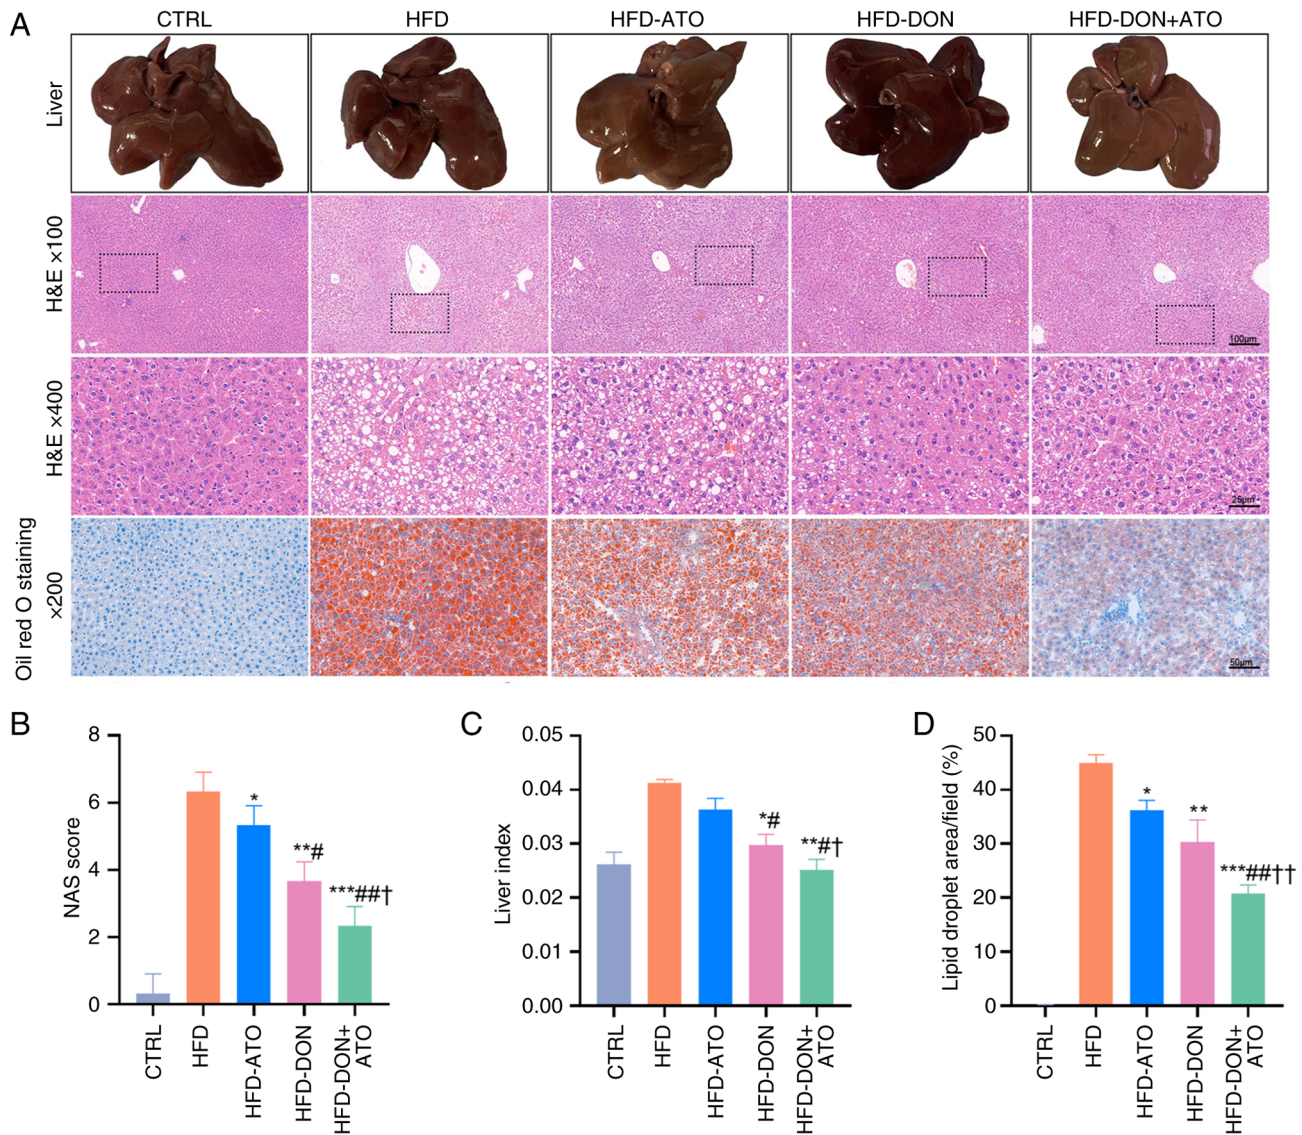 A
CTRL HFD HFD-ATO HFD-DON HFD-DON+ATO
Liver
H&E ×100
100μm
H&E ×400
25μm
Oil red O staining
×200
50μm
B
NAS score
8
6
4
2
0
*
**#
***##†
CTRL
HFD
HFD-ATO
HFD-DON
HFD-DON+
ATO
C
Liver index
0.05
0.04
0.03
0.02
0.01
0.00
*#
**#†
CTRL
HFD
HFD-ATO
HFD-DON
HFD-DON+
ATO
D
Lipid droplet area/field (%)
50
40
30
20
10
0
*
**
***##††
CTRL
HFD
HFD-ATO
HFD-DON
HFD-DON+
ATO